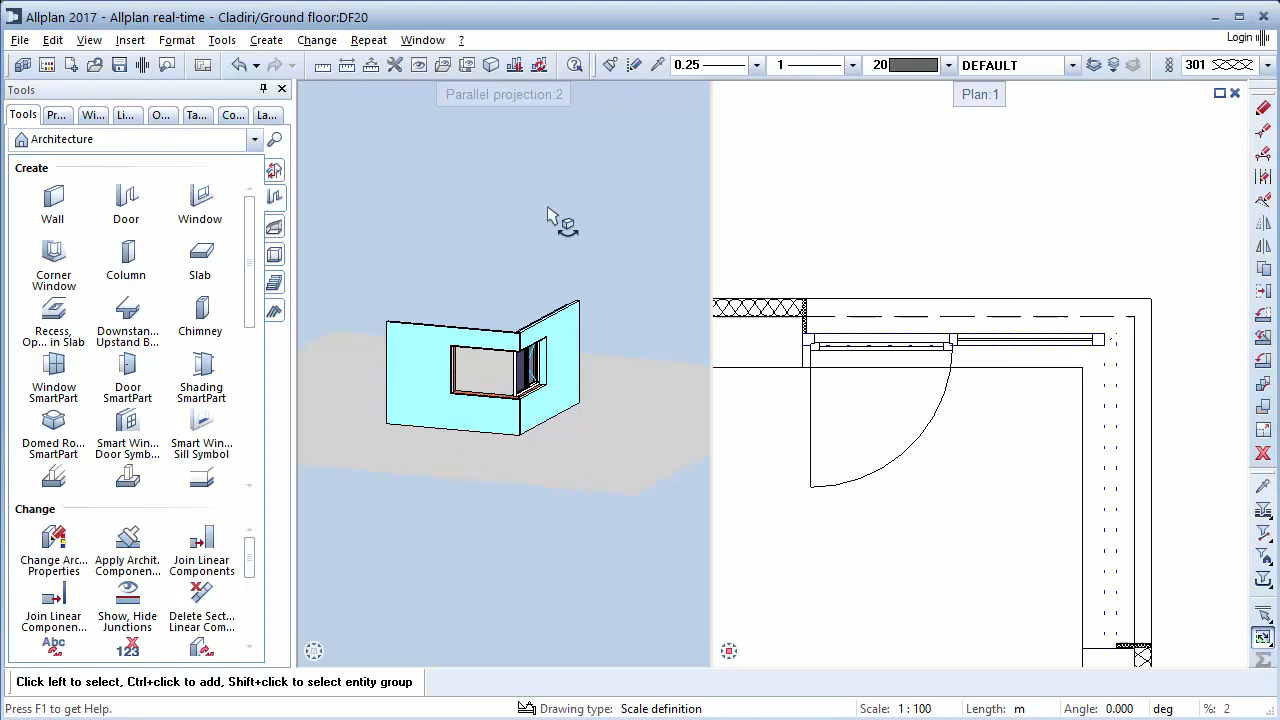 Allplan 2017 - Allplan real-time - Cladiri/Ground floor:DF20
File Edit View Insert Format Tools Create Change Repeat Window ?
Login
0.25 1 20 DEFAULT 301
Tools
Parallel projection:2
Plan:1
Tools Pr... Wi... Li... O... Ta... Co... La...
Architecture
Create
Wall Door Window
Corner Window Column Slab
Recess, Op... in Slab Downstan... Upstand B... Chimney
Window SmartPart Door SmartPart Shading SmartPart
Domed Ro... SmartPart Smart Win... Door Symb... Smart Win... Sill Symbol
Change
Change Arc... Properties Apply Archit. Componen... Join Linear Components
Join Linear Componen... Show, Hide Junctions Delete Sect... Linear Com...
Abc 123
Click left to select, Ctrl+click to add, Shift+click to select entity group
Press F1 to get Help. Drawing type: Scale definition Scale: 1 : 100 Length: m Angle: 0.000 deg %: 2